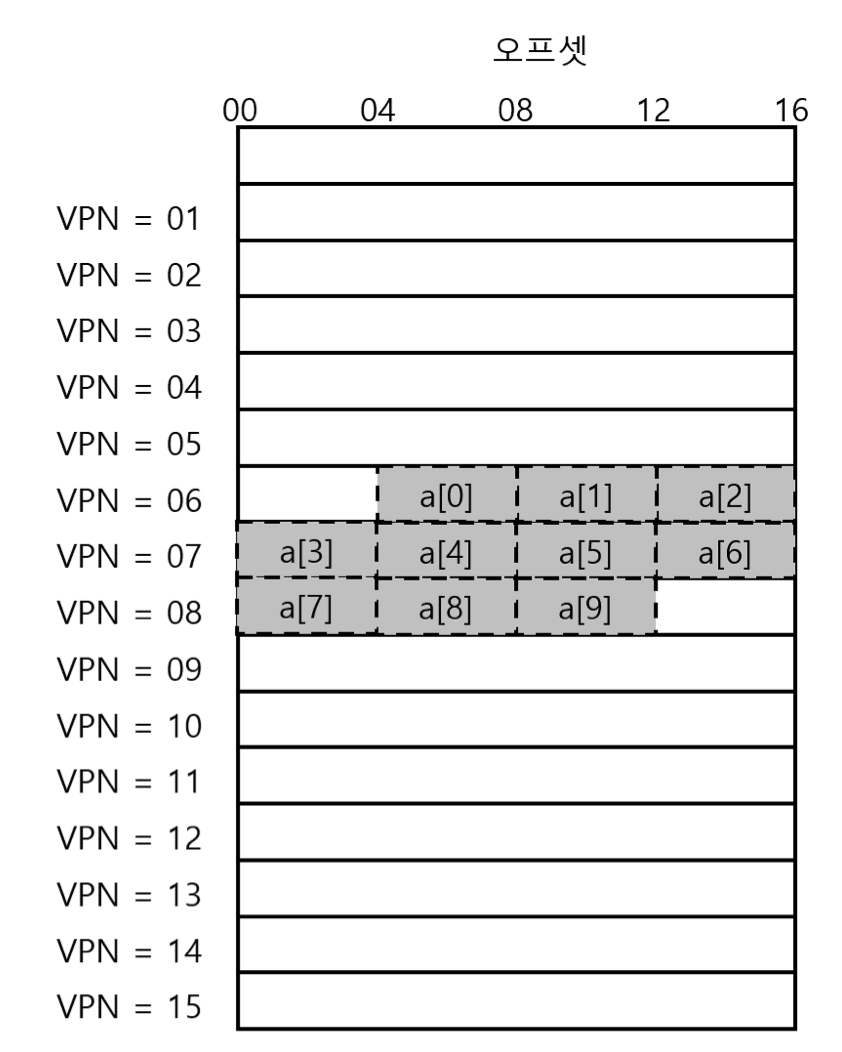 오프셋
00 04 08 12 16
VPN = 01
VPN = 02
VPN = 03
VPN = 04
VPN = 05
VPN = 06 a[0] a[1] a[2]
VPN = 07 a[3] a[4] a[5] a[6]
VPN = 08 a[7] a[8] a[9]
VPN = 09
VPN = 10
VPN = 11
VPN = 12
VPN = 13
VPN = 14
VPN = 15